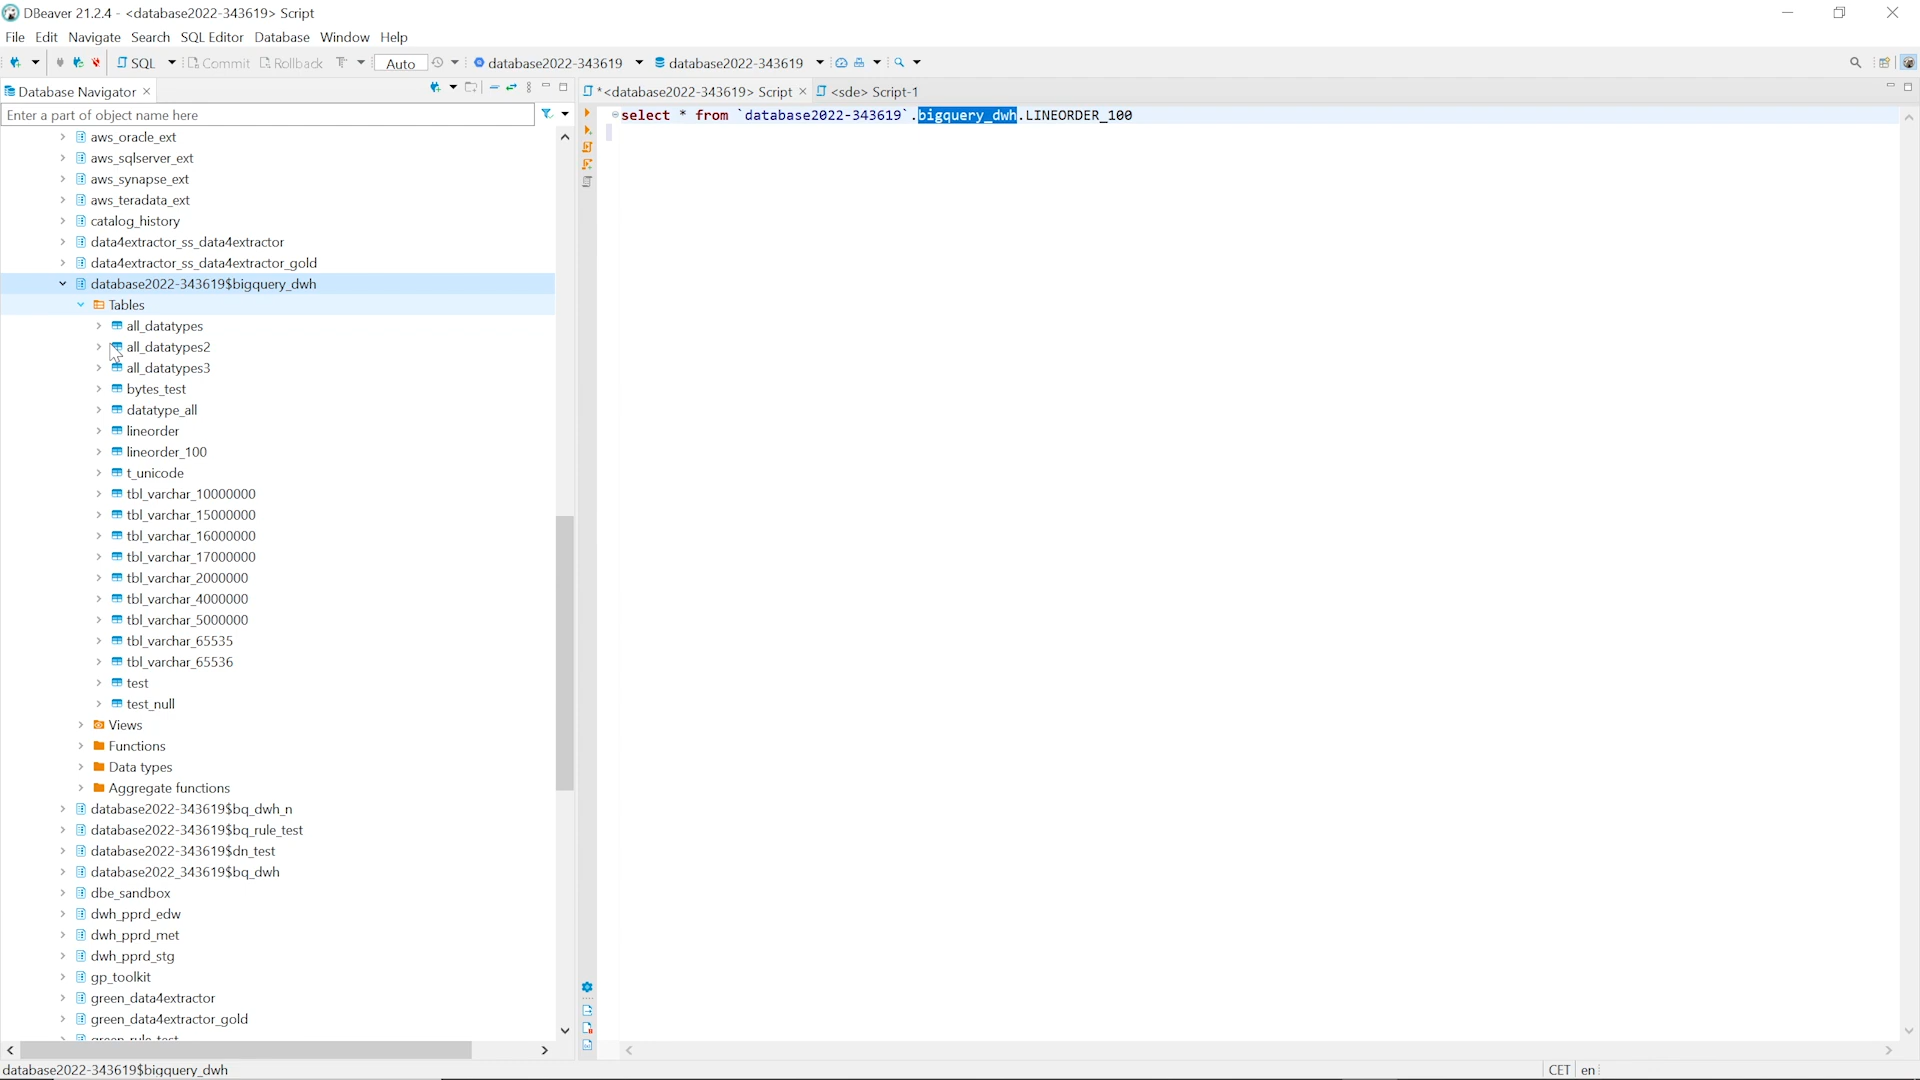 DBeaver 21.2.4 - <database2022-343619> Script
File Edit Navigate Search SQL Editor Database Window Help
SQL Commit Rollback Auto database2022-343619 database2022-343619
Database Navigator
*<database2022-343619> Script <sde> Script-1
Enter a part of object name here
select * from `database2022-343619`.bigquery_dwh.LINEORDER_100
aws_oracle_ext
aws_sqlserver_ext
aws_synapse_ext
aws_teradata_ext
catalog_history
data4extractor_ss_data4extractor
data4extractor_ss_data4extractor_gold
database2022-343619$bigquery_dwh
Tables
all_datatypes
all_datatypes2
all_datatypes3
bytes_test
datatype_all
lineorder
lineorder_100
t_unicode
tbl_varchar_10000000
tbl_varchar_15000000
tbl_varchar_16000000
tbl_varchar_17000000
tbl_varchar_2000000
tbl_varchar_4000000
tbl_varchar_5000000
tbl_varchar_65535
tbl_varchar_65536
test
test_null
Views
Functions
Data types
Aggregate functions
database2022-343619$bq_dwh_n
database2022-343619$bq_rule_test
database2022-343619$dn_test
database2022_343619$bq_dwh
dbe_sandbox
dwh_pprd_edw
dwh_pprd_met
dwh_pprd_stg
gp_toolkit
green_data4extractor
green_data4extractor_gold
database2022-343619$bigquery_dwh
CET en